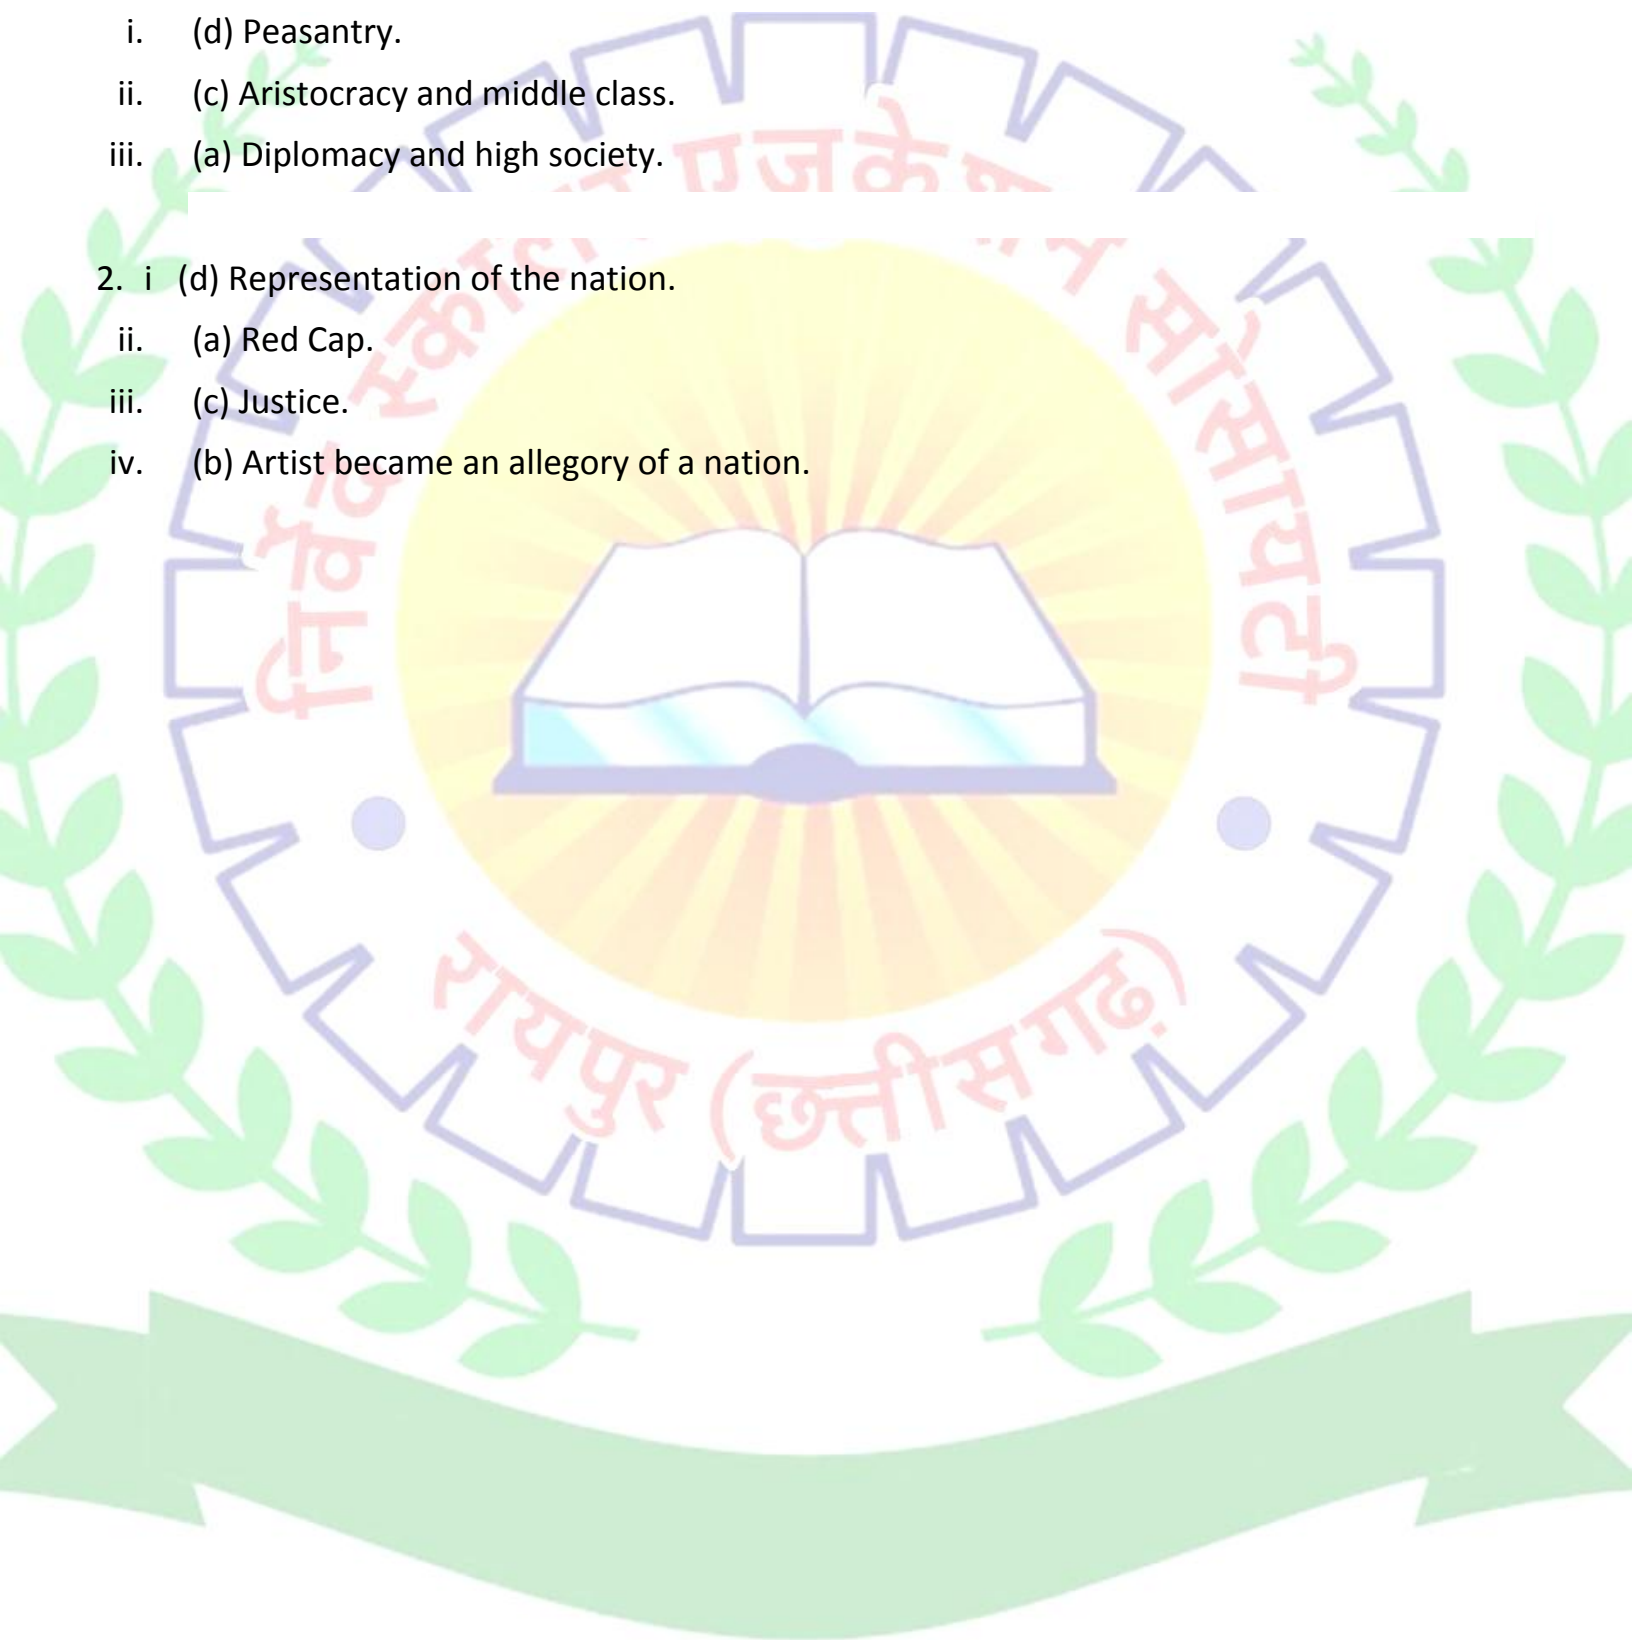 i. (d) Peasantry.
ii. (c) Aristocracy and middle class.
iii. (a) Diplomacy and high society.
2. i (d) Representation of the nation.
ii. (a) Red Cap.
iii. (c) Justice.
iv. (b) Artist became an allegory of a nation.
सोसायटी
रायपुर (छत्तीसगढ़)